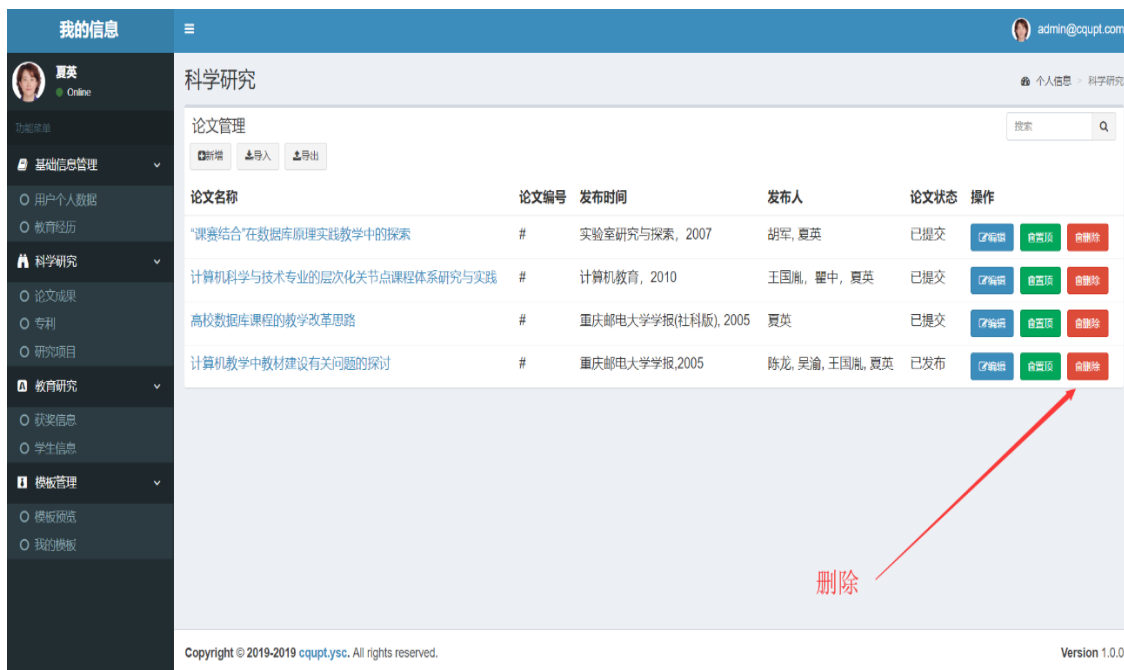 我的信息
admin@cqupt.com
夏英
Online
功能菜单
基础信息管理
用户个人数据
教育经历
科学研究
论文成果
专利
研究项目
教育研究
获奖信息
学生信息
模板管理
模板预览
我的模板
科学研究
个人信息 > 科学研究
论文管理
搜索
新增 导入 导出
论文名称 论文编号 发布时间 发布人 论文状态 操作
“课赛结合”在数据库原理实践教学中的探索 # 实验室研究与探索，2007 胡军, 夏英 已提交 编辑 置顶 删除
计算机科学与技术专业的层次化关节点课程体系研究与实践 # 计算机教育，2010 王国胤，瞿中，夏英 已提交 编辑 置顶 删除
高校数据库课程的教学改革思路 # 重庆邮电大学学报(社科版), 2005 夏英 已提交 编辑 置顶 删除
计算机教学中教材建设有关问题的探讨 # 重庆邮电大学学报,2005 陈龙, 吴渝, 王国胤, 夏英 已发布 编辑 置顶 删除
删除
Copyright © 2019-2019 cqupt.ysc. All rights reserved.
Version 1.0.0